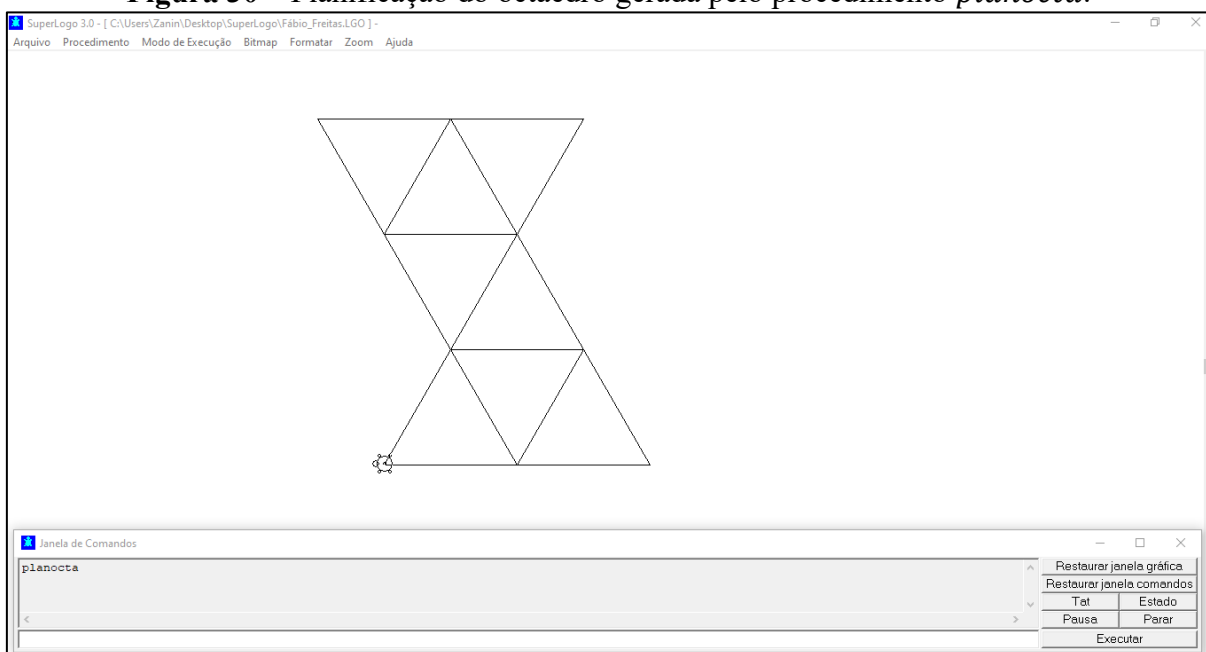 Figura 50 – Planificação do octaedro gerada pelo procedimento planocta.
SuperLogo 3.0 - [ C:\Users\Zanin\Desktop\SuperLogo\Fábio_Freitas.LGO ] -
Arquivo Procedimento Modo de Execução Bitmap Formatar Zoom Ajuda
Janela de Comandos
planocta
Restaurar janela gráfica
Restaurar janela comandos
Tat Estado
Pausa Parar
Executar